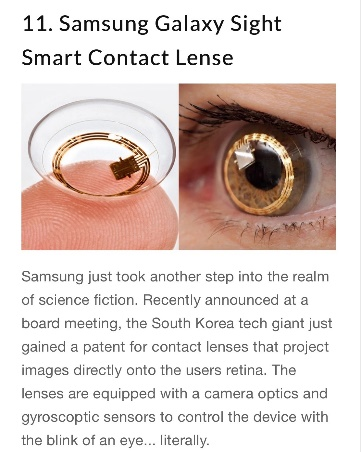 11. Samsung Galaxy Sight
Smart Contact Lense
Samsung just took another step into the realm
of science fiction. Recently announced at a
board meeting, the South Korea tech giant just
gained a patent for contact lenses that project
images directly onto the users retina. The
lenses are equipped with a camera optics and
gyroscoptic sensors to control the device with
the blink of an eye... literally.